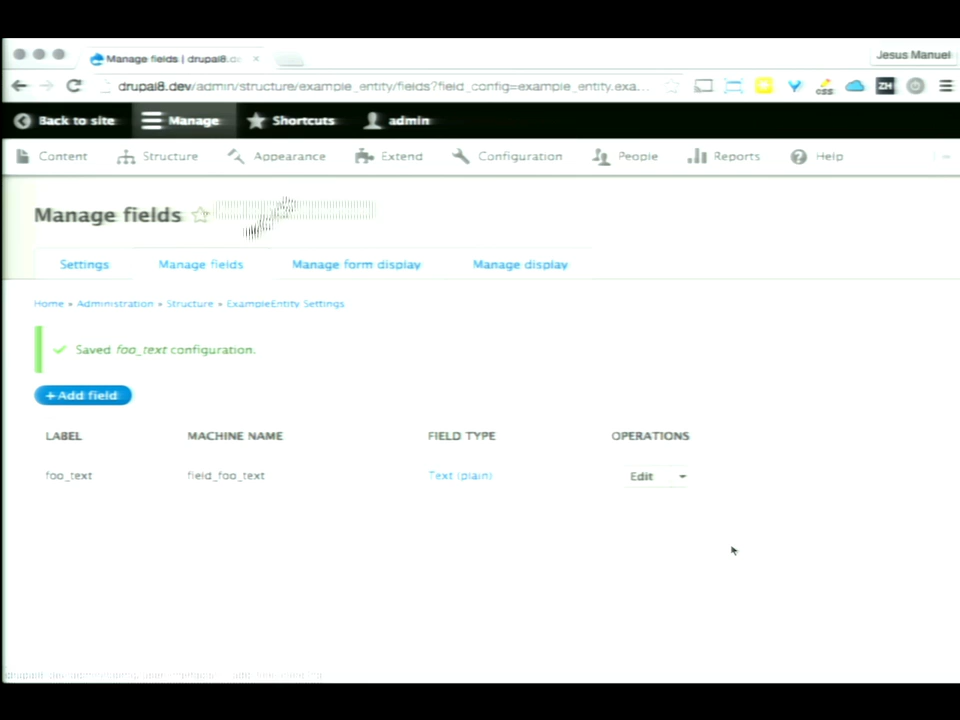 Manage fields | drupal8.de ×
Jesus Manuel
drupal8.dev/admin/structure/example_entity/fields?field_config=example_entity.exa...
css
ZH
Back to site Manage Shortcuts admin
Content Structure Appearance Extend Configuration People Reports Help
Manage fields
Settings Manage fields Manage form display Manage display
Home » Administration » Structure » ExampleEntity Settings
Saved foo_text configuration.
+ Add field
LABEL MACHINE NAME FIELD TYPE OPERATIONS
foo_text field_foo_text Text (plain) Edit